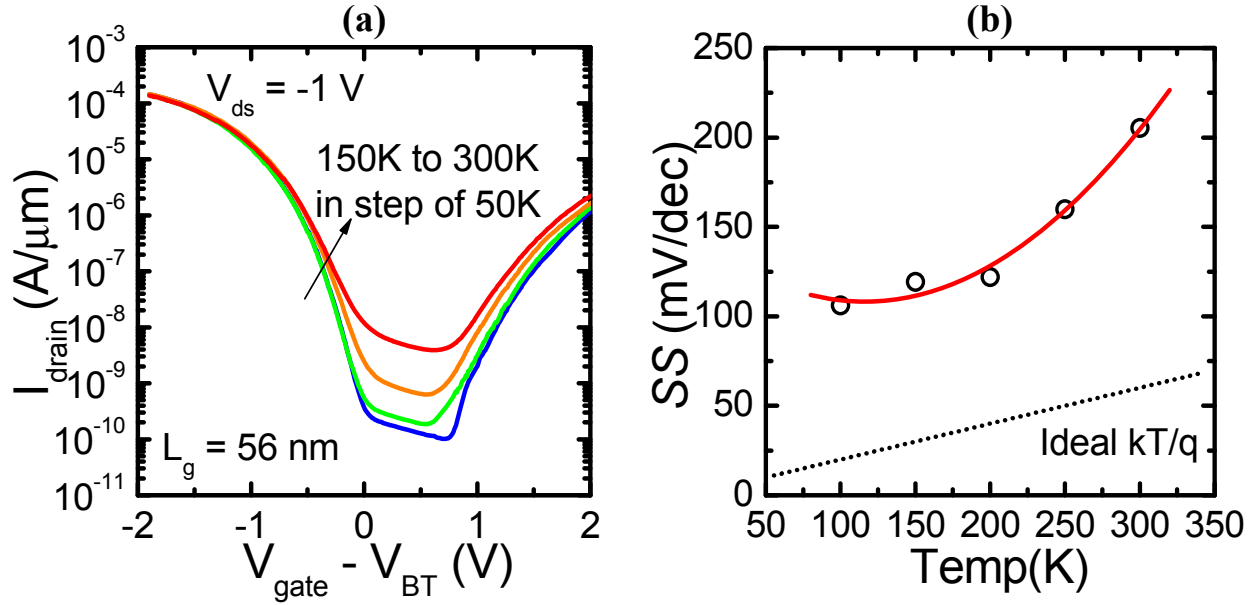 (a)
10⁻³
10⁻⁴
10⁻⁵
10⁻⁶
10⁻⁷
10⁻⁸
10⁻⁹
10⁻¹⁰
10⁻¹¹
I_drain (A/μm)
V_ds = -1 V
150K to 300K
in step of 50K
L_g = 56 nm
-2 -1 0 1 2
V_gate - V_BT (V)
(b)
250
200
150
100
50
0
SS (mV/dec)
Ideal kT/q
50 100 150 200 250 300 350
Temp(K)